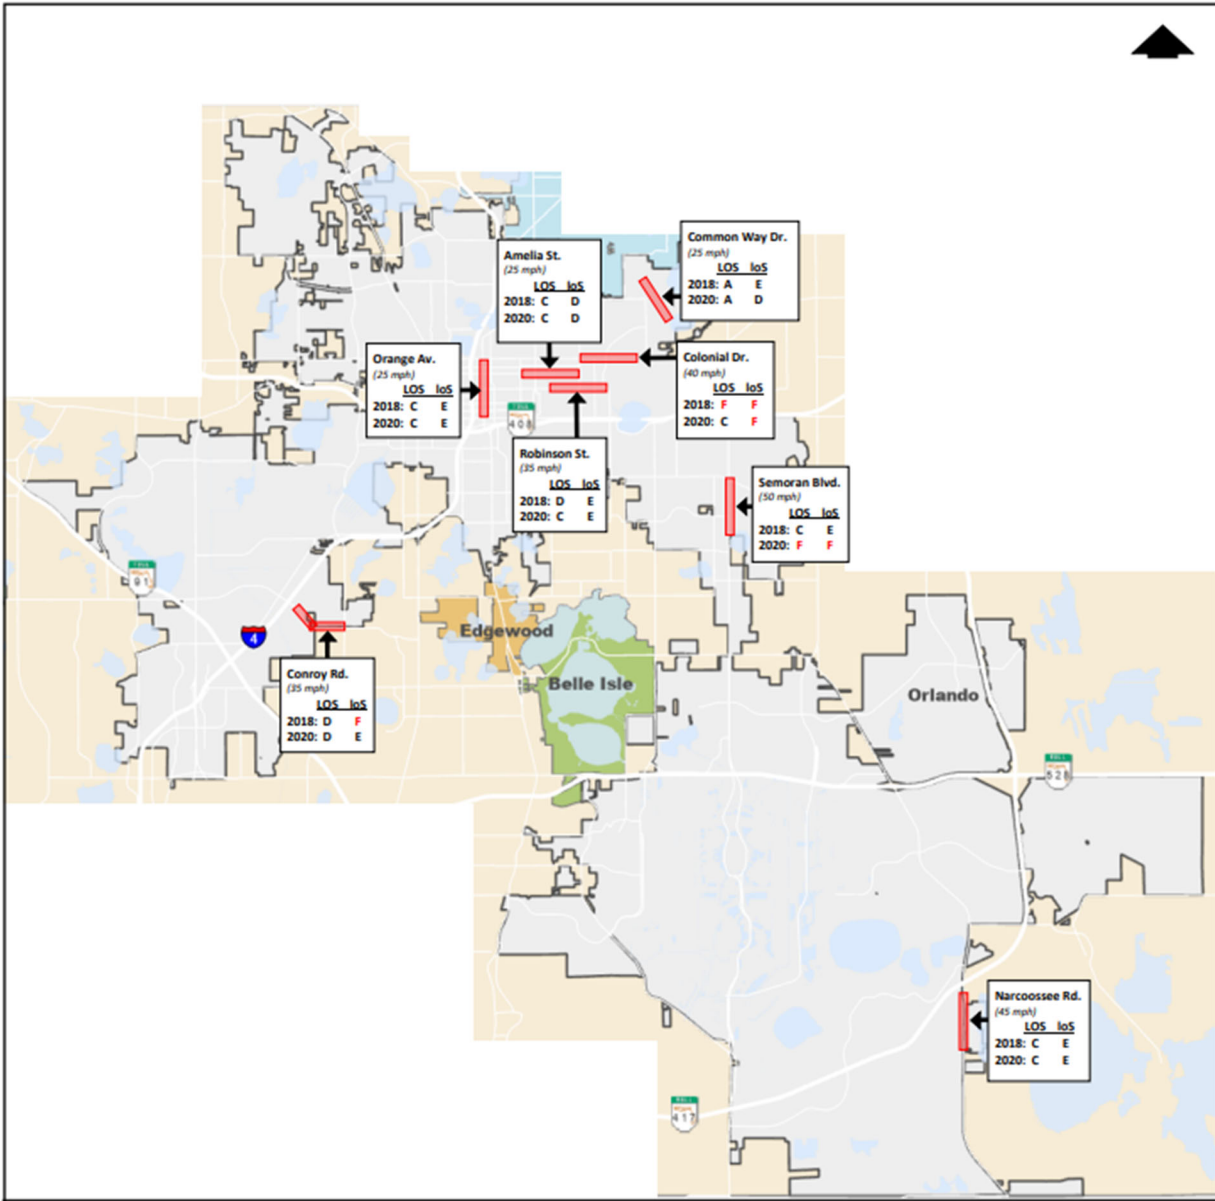 Common Way Dr.
(25 mph)
LOS loS
2018: A E
2020: A D
Amelia St.
(25 mph)
LOS loS
2018: C D
2020: C D
Orange Av.
(25 mph)
LOS loS
2018: C E
2020: C E
Colonial Dr.
(40 mph)
LOS loS
2018: F F
2020: C F
408
Robinson St.
(35 mph)
LOS loS
2018: D E
2020: C E
Semoran Blvd.
(50 mph)
LOS loS
2018: C E
2020: F F
91
4
Edgewood
Belle Isle
Orlando
Conroy Rd.
(35 mph)
LOS loS
2018: D F
2020: D E
528
Narcoossee Rd.
(45 mph)
LOS loS
2018: C E
2020: C E
417